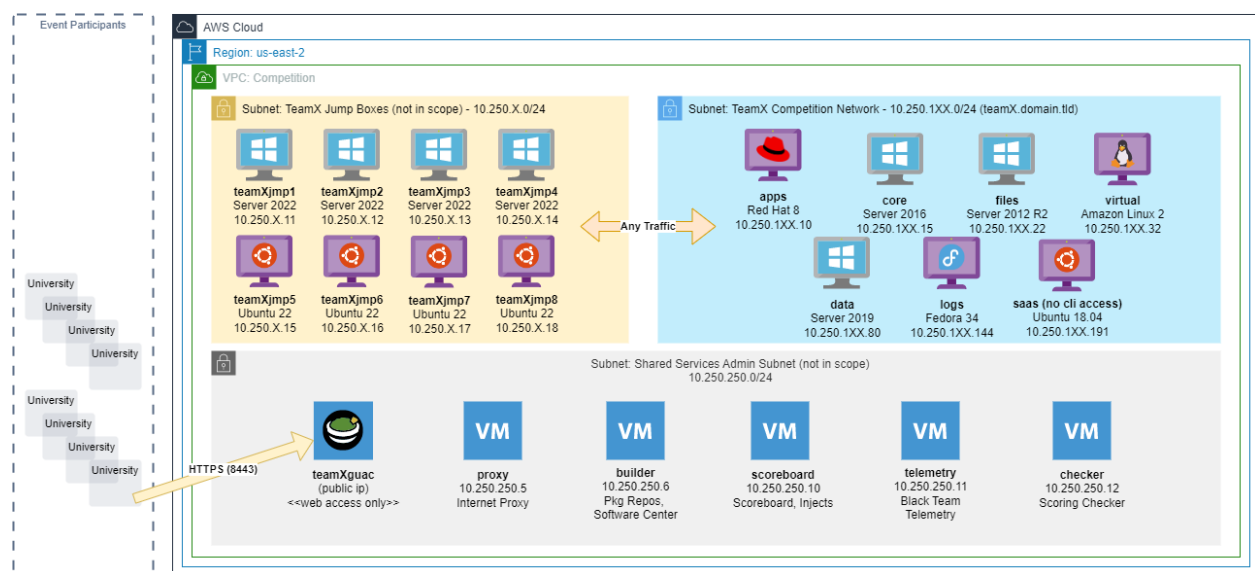 Event Participants
AWS Cloud
Region: us-east-2
VPC: Competition
Subnet: TeamX Jump Boxes (not in scope) - 10.250.X.0/24
teamXjmp1
Server 2022
10.250.X.11
teamXjmp2
Server 2022
10.250.X.12
teamXjmp3
Server 2022
10.250.X.13
teamXjmp4
Server 2022
10.250.X.14
teamXjmp5
Ubuntu 22
10.250.X.15
teamXjmp6
Ubuntu 22
10.250.X.16
teamXjmp7
Ubuntu 22
10.250.X.17
teamXjmp8
Ubuntu 22
10.250.X.18
Any Traffic
Subnet: TeamX Competition Network - 10.250.1XX.0/24 (teamX.domain.tld)
apps
Red Hat 8
10.250.1XX.10
core
Server 2016
10.250.1XX.15
files
Server 2012 R2
10.250.1XX.22
virtual
Amazon Linux 2
10.250.1XX.32
data
Server 2019
10.250.1XX.80
logs
Fedora 34
10.250.1XX.144
saas (no cli access)
Ubuntu 18.04
10.250.1XX.191
University
University
University
University
University
University
University
University
HTTPS (8443)
Subnet: Shared Services Admin Subnet (not in scope)
10.250.250.0/24
teamXguac
(public ip)
<<web access only>>
VM
proxy
10.250.250.5
Internet Proxy
VM
builder
10.250.250.6
Pkg Repos,
Software Center
VM
scoreboard
10.250.250.10
Scoreboard, Injects
VM
telemetry
10.250.250.11
Black Team
Telemetry
VM
checker
10.250.250.12
Scoring Checker